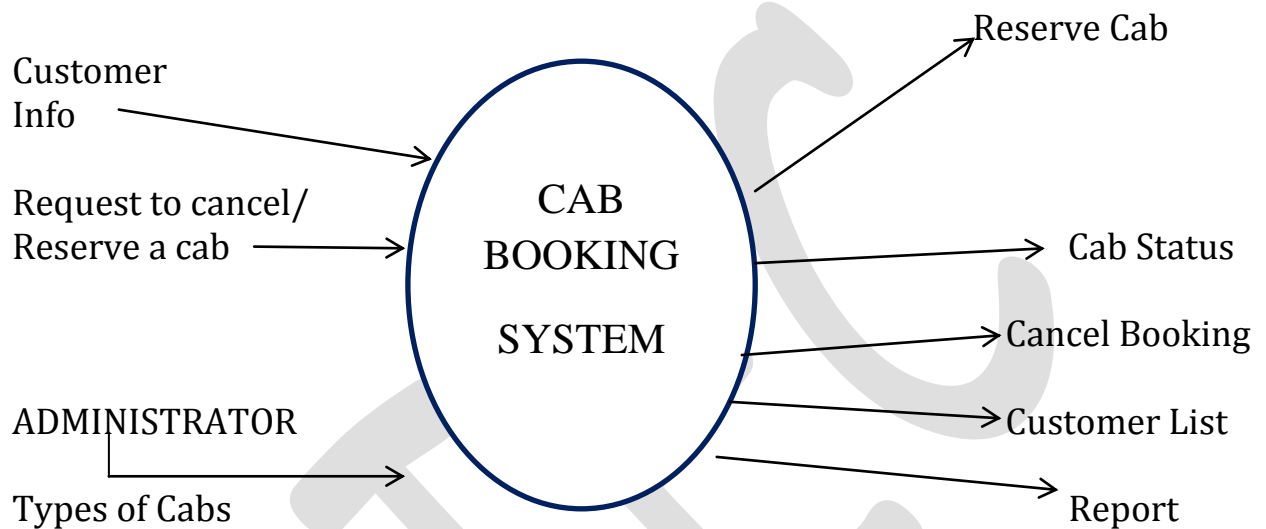 Customer
Info
Request to cancel/
Reserve a cab
ADMINISTRATOR
Types of Cabs
CAB
BOOKING
SYSTEM
Reserve Cab
Cab Status
Cancel Booking
Customer List
Report